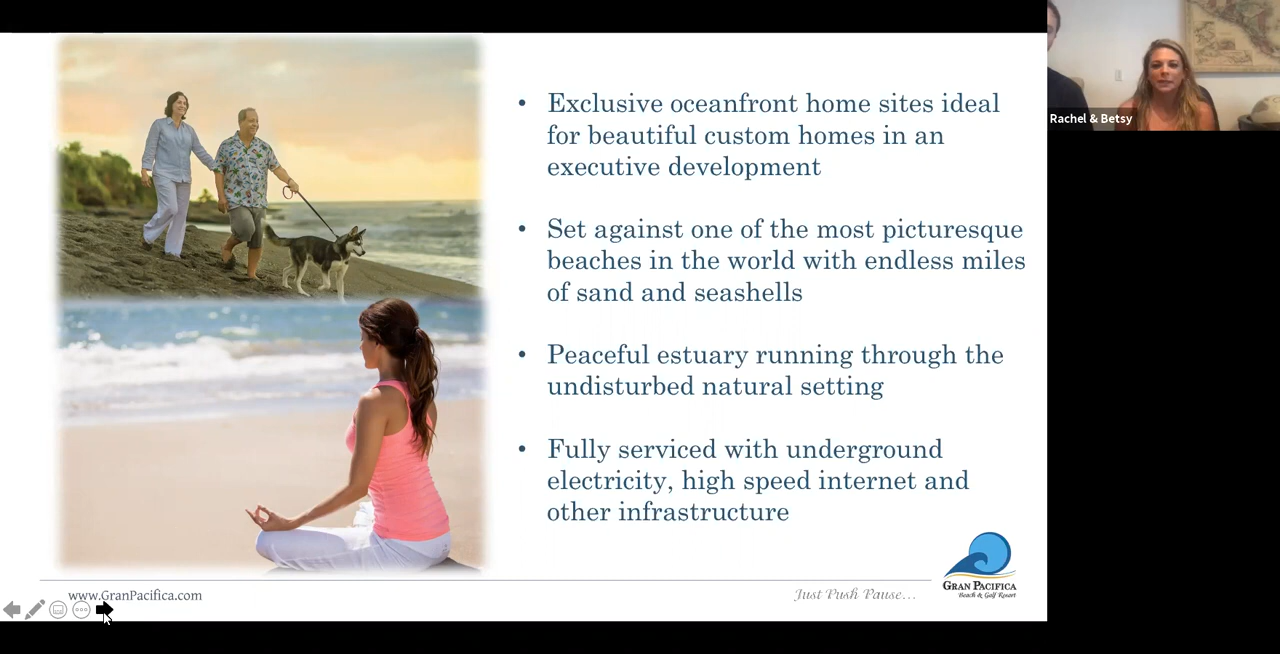 • Exclusive oceanfront home sites ideal
for beautiful custom homes in an
executive development
• Set against one of the most picturesque
beaches in the world with endless miles
of sand and seashells
• Peaceful estuary running through the
undisturbed natural setting
• Fully serviced with underground
electricity, high speed internet and
other infrastructure
www.GranPacifica.com
Just Push Pause...
GRAN PACIFICA
Beach & Golf Resort
Rachel & Betsy